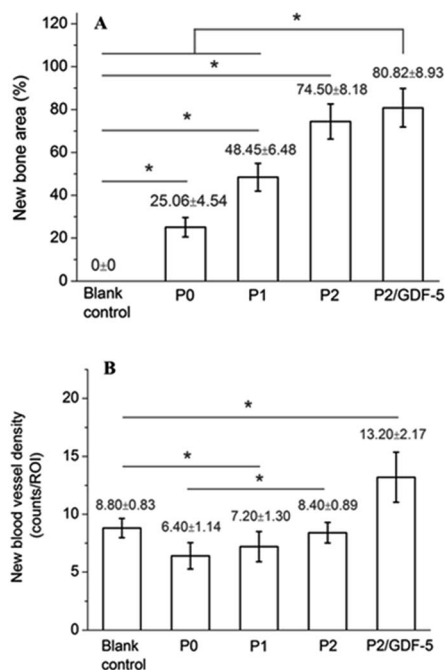 A
New bone area (%)
120
100
80
60
40
20
0
*
*
*
*
0±0
25.06±4.54
48.45±6.48
74.50±8.18
80.82±8.93
Blank control
P0
P1
P2
P2/GDF-5
B
New blood vessel density
(counts/ROI)
20
15
10
5
0
*
*
*
8.80±0.83
6.40±1.14
7.20±1.30
8.40±0.89
13.20±2.17
Blank
control
P0
P1
P2
P2/GDF-5